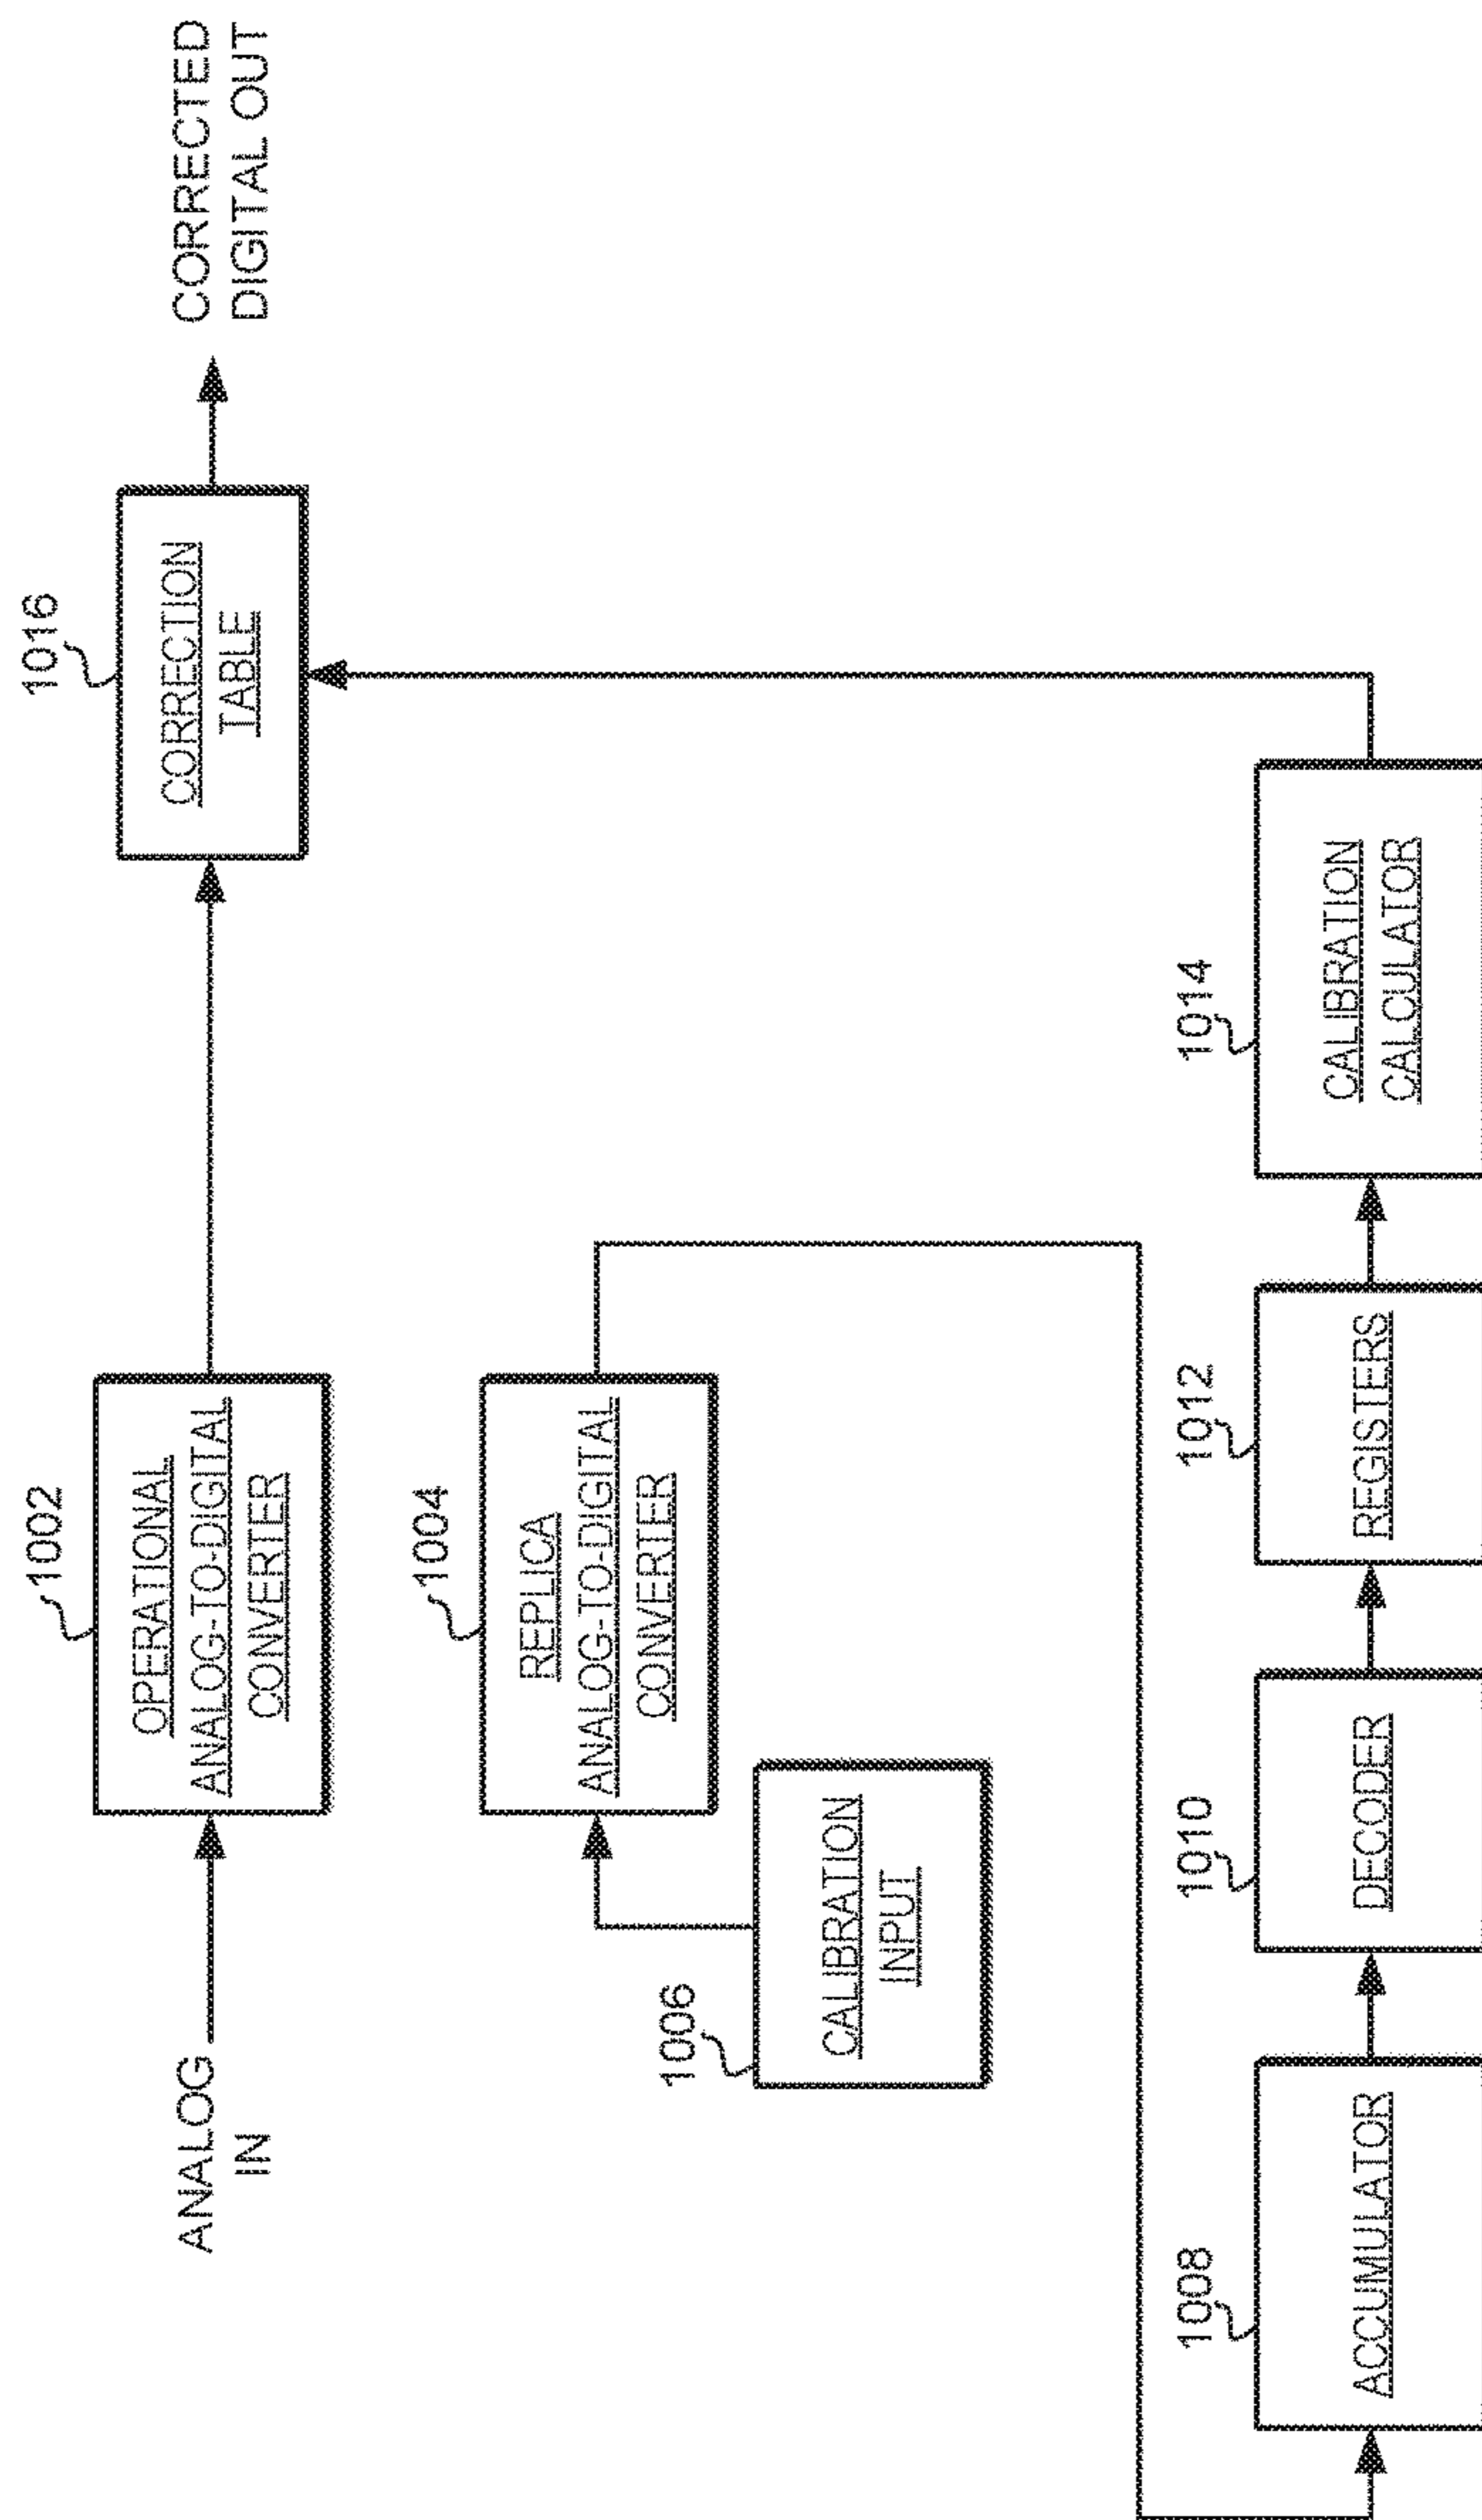 1002
OPERATIONAL
ANALOG-TO-DIGITAL
CONVERTER
ANALOG
IN
1016
CORRECTION
TABLE
CORRECTED
DIGITAL OUT
1004
REPLICA
ANALOG-TO-DIGITAL
CONVERTER
1006
CALIBRATION
INPUT
1008
ACCUMULATOR
1010
DECODER
1012
REGISTERS
1014
CALIBRATION
CALCULATOR